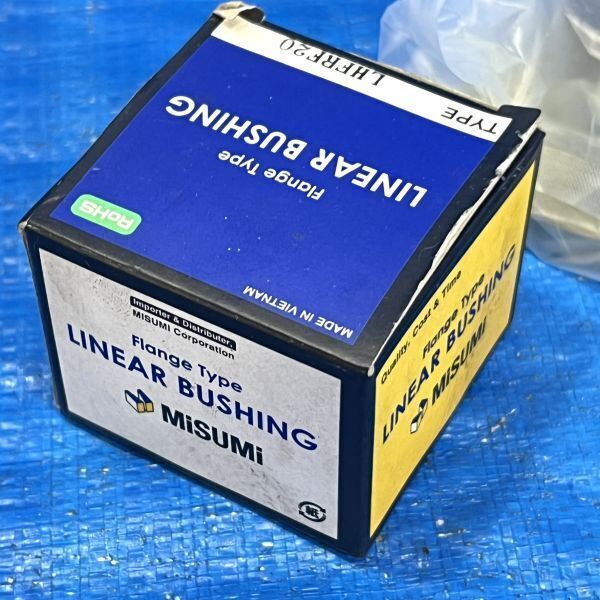 TYPE LHFRF20
Flange Type
LINEAR BUSHING
RoHS
MADE IN VIETNAM
Importer & Distributor,
MISUMI Corporation
Flange Type
LINEAR BUSHING
MiSUMi
Quality, Cost & Time
Flange Type
LINEAR BUSHING
MiSUMi